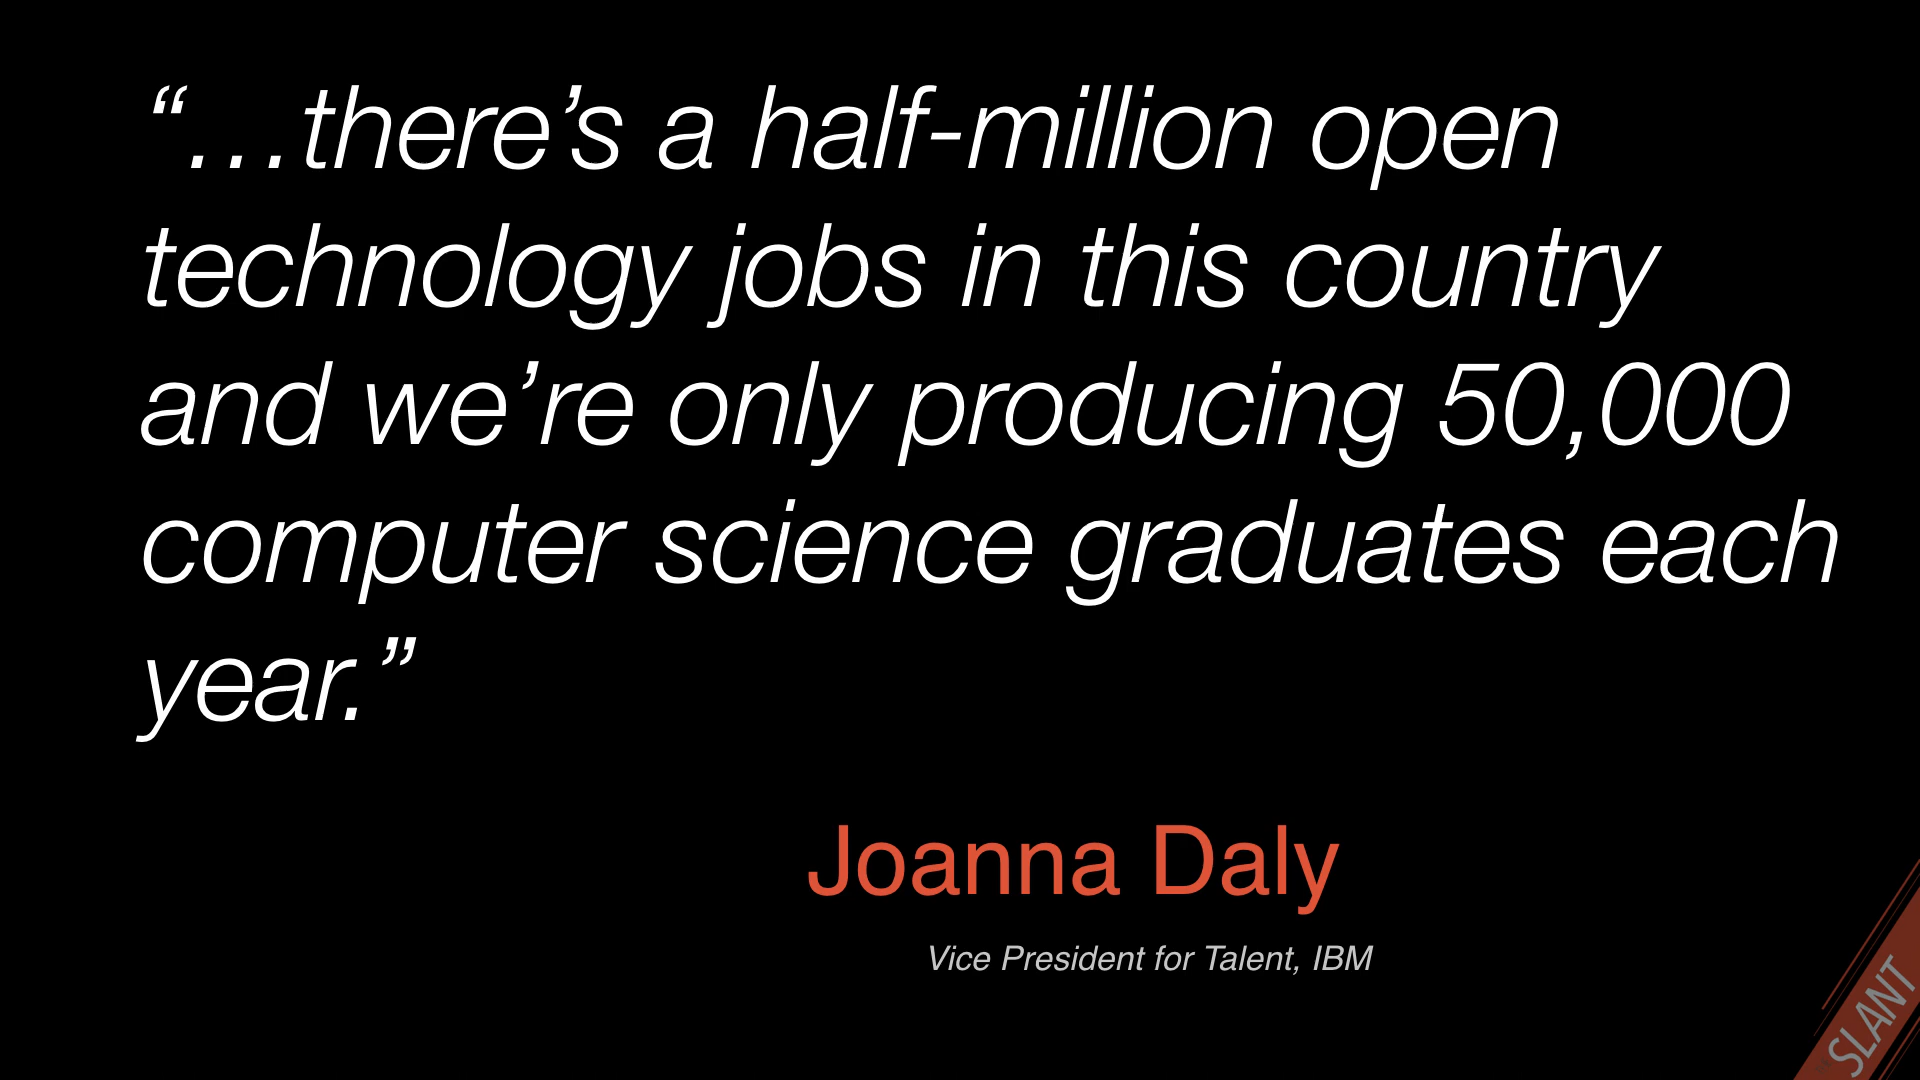 “…there’s a half-million open
technology jobs in this country
and we’re only producing 50,000
computer science graduates each
year.”
Joanna Daly
Vice President for Talent, IBM
SLANT